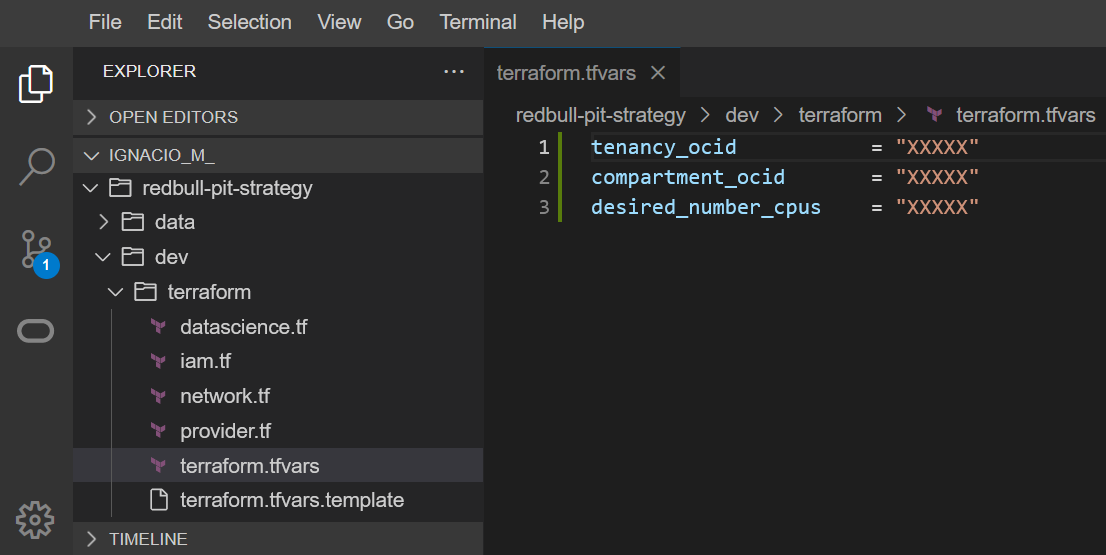 File Edit Selection View Go Terminal Help
EXPLORER ...
OPEN EDITORS
IGNACIO_M_
redbull-pit-strategy
data
dev
terraform
datascience.tf
iam.tf
network.tf
provider.tf
terraform.tfvars
terraform.tfvars.template
TIMELINE
1
terraform.tfvars
redbull-pit-strategy > dev > terraform > terraform.tfvars
1 tenancy_ocid = "XXXXX"
2 compartment_ocid = "XXXXX"
3 desired_number_cpus = "XXXXX"